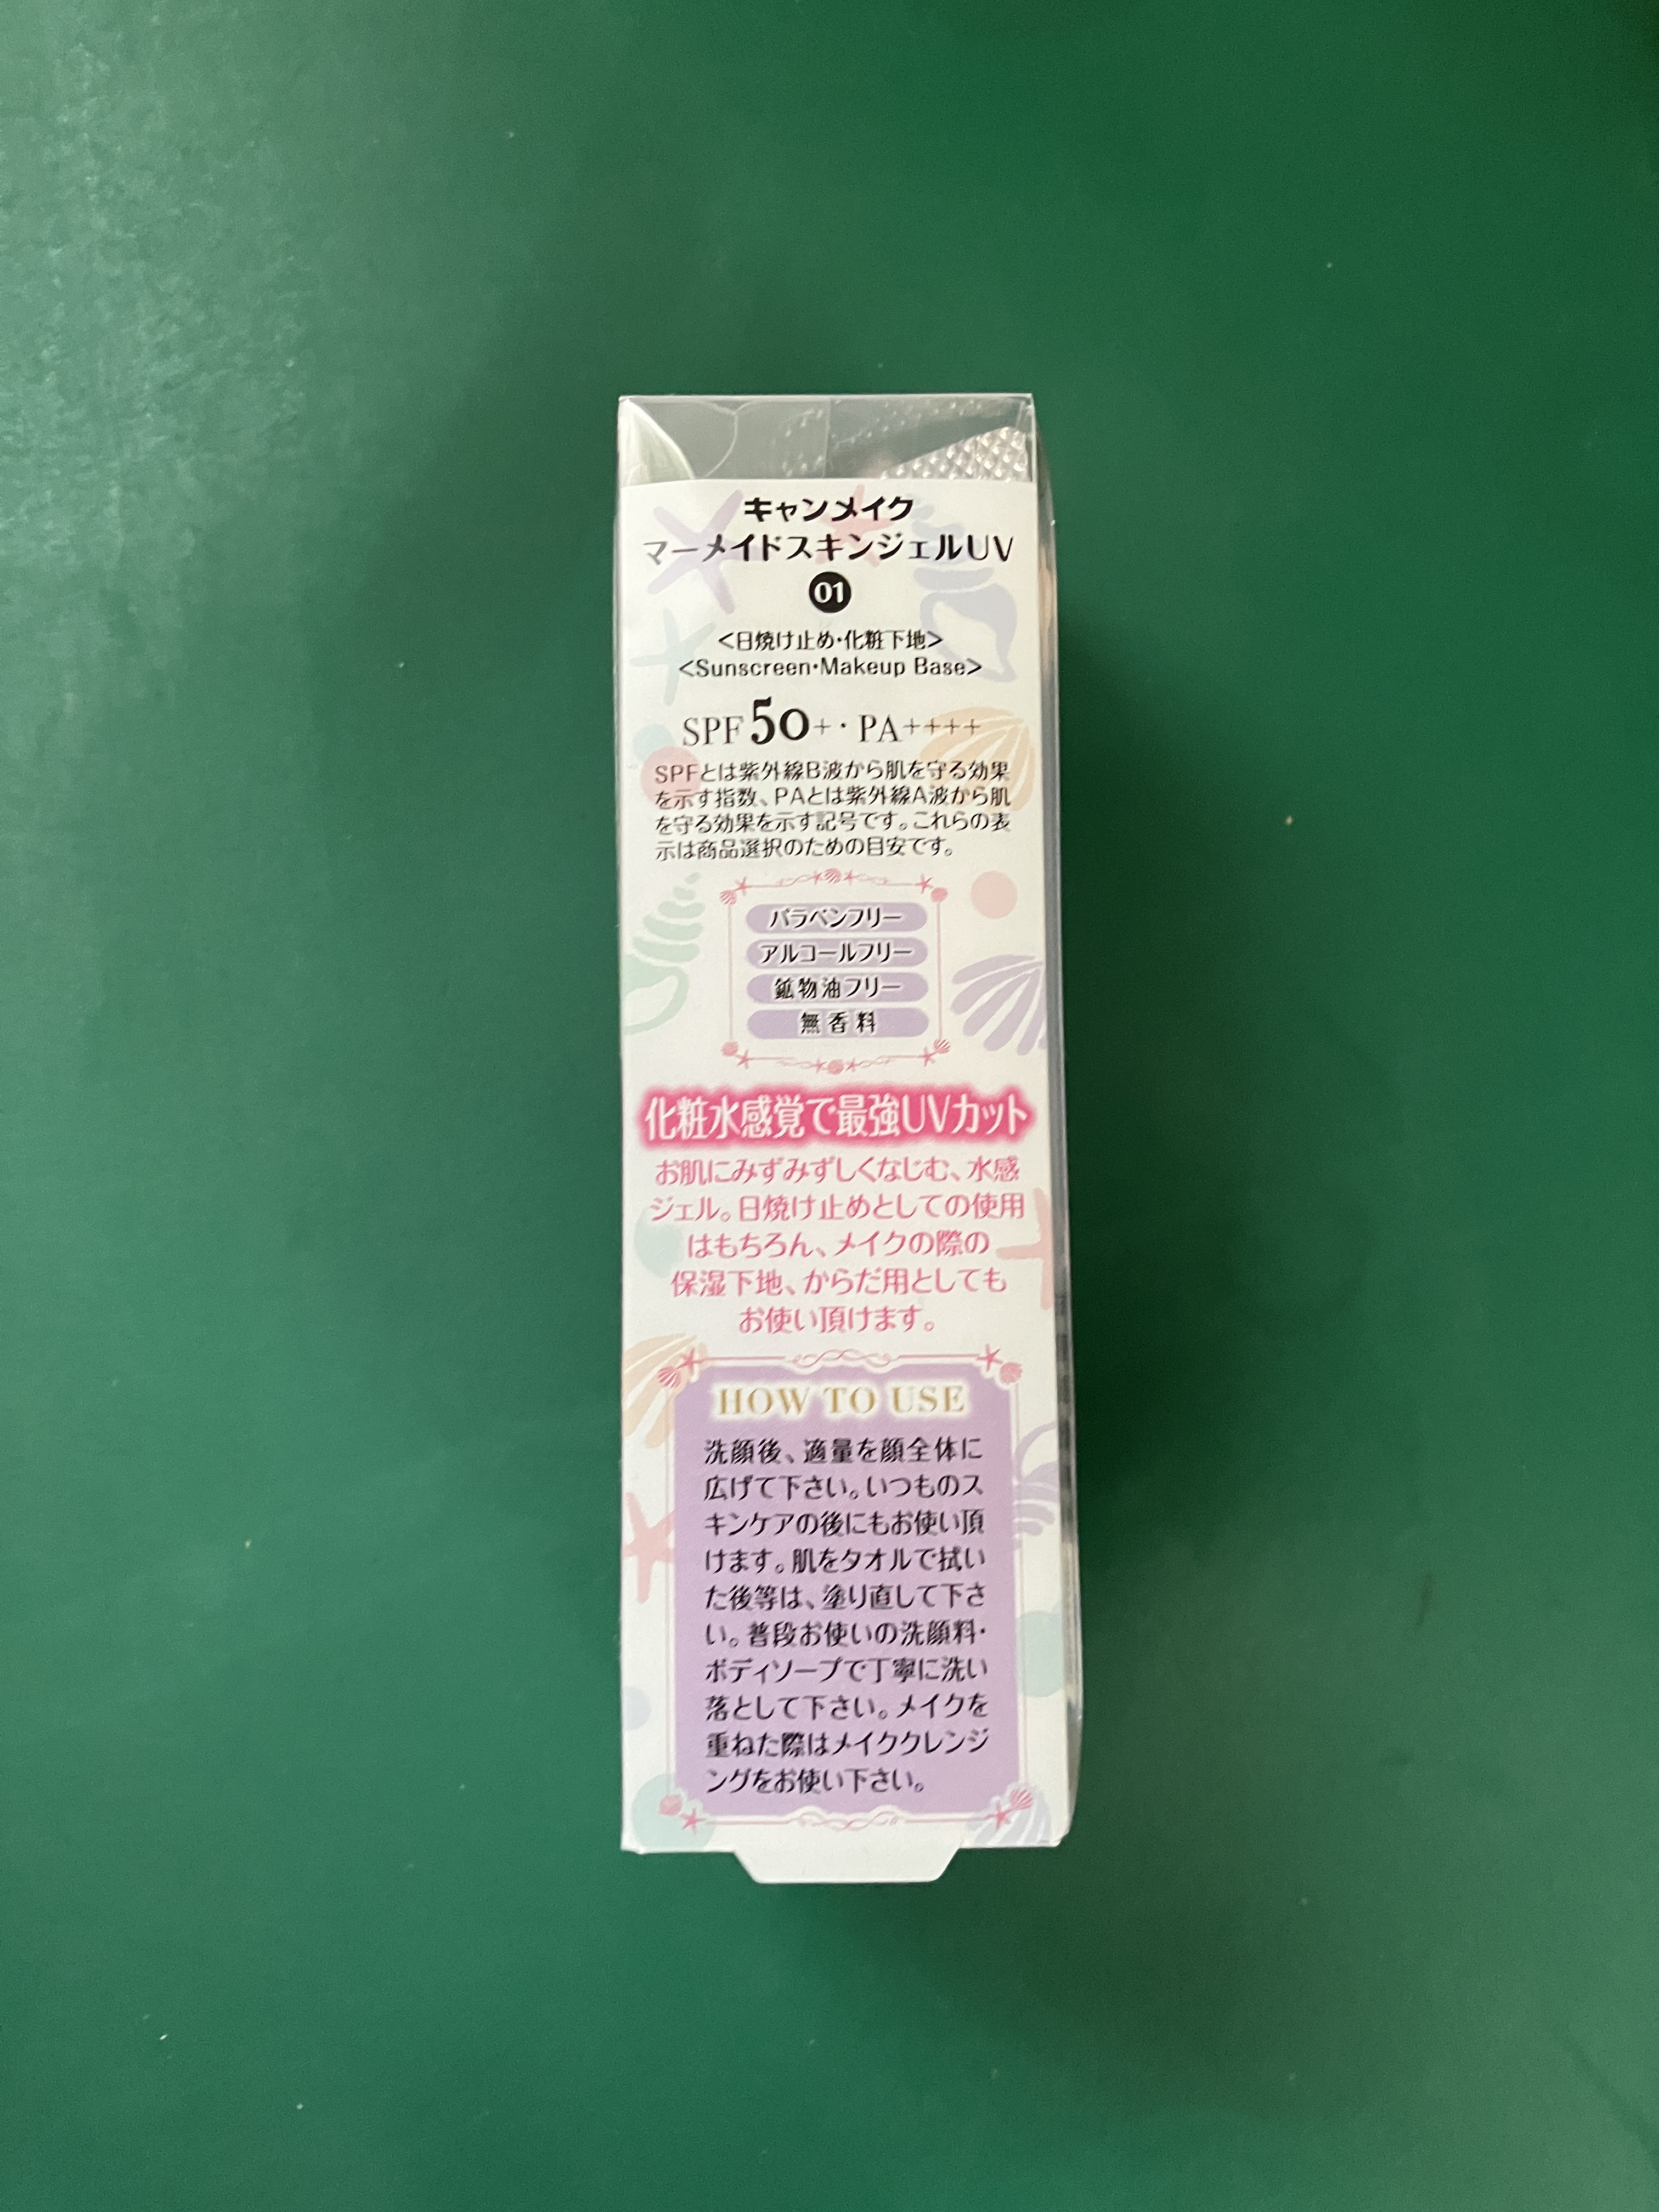 キャンメイク
マーメイドスキンジェルUV
01
<日焼け止め・化粧下地>
<Sunscreen・Makeup Base>
SPF50+・PA++++
SPFとは紫外線B波から肌を守る効果
を示す指数、PAとは紫外線A波から肌
を守る効果を示す記号です。これらの表
示は商品選択のための目安です。
パラベンフリー
アルコールフリー
鉱物油フリー
無香料
化粧水感覚で最強UVカット
お肌にみずみずしくなじむ、水感
ジェル。日焼け止めとしての使用
はもちろん、メイクの際の
保湿下地、からだ用としても
お使い頂けます。
HOW TO USE
洗顔後、適量を顔全体に
広げて下さい。いつものス
キンケアの後にもお使い頂
けます。肌をタオルで拭い
た後等は、塗り直して下さ
い。普段お使いの洗顔料・
ボディソープで丁寧に洗い
落として下さい。メイクを
重ねた際はメイククレンジ
ングをお使い下さい。